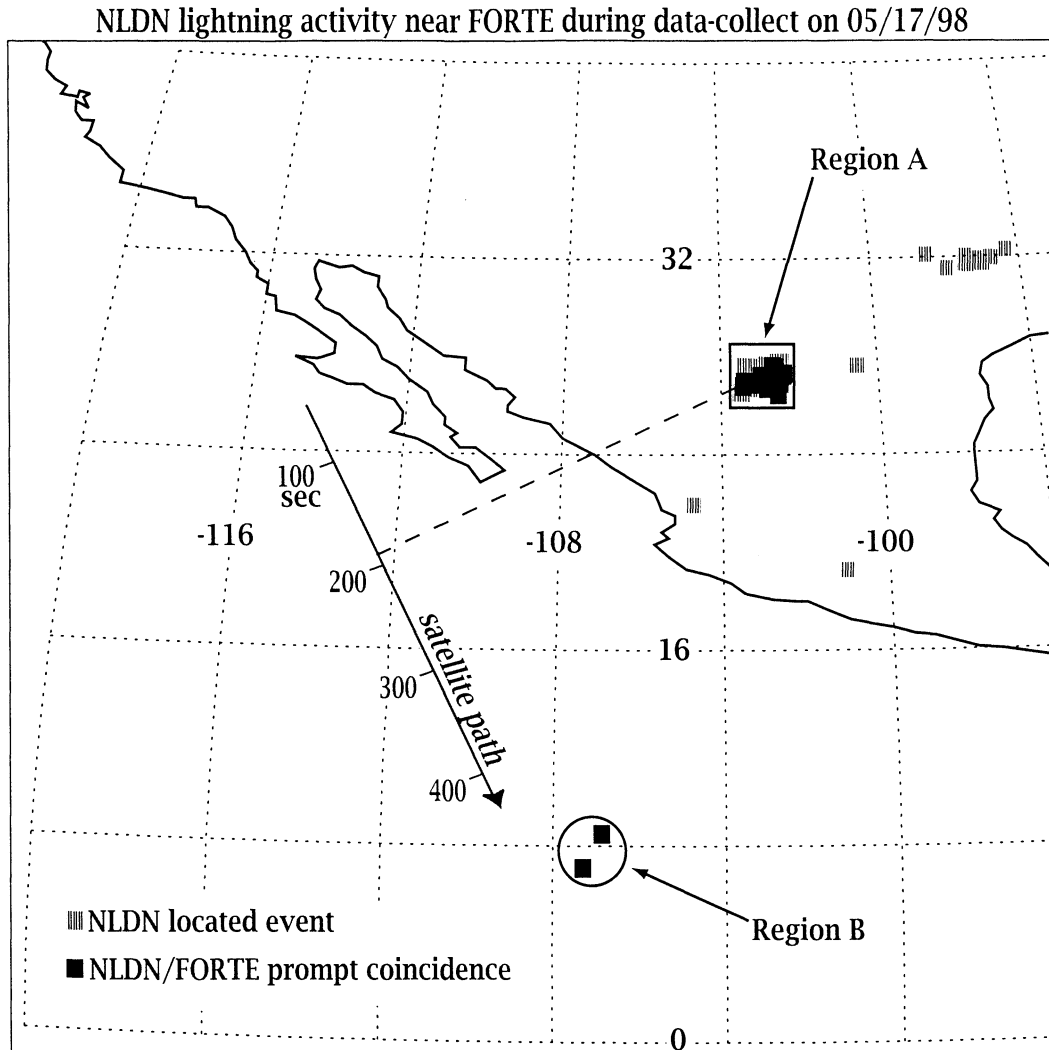 NLDN lightning activity near FORTE during data-collect on 05/17/98
Region A
32
100
sec
-116
-108
-100
200
satellite path
16
300
400
Region B
NLDN located event
NLDN/FORTE prompt coincidence
0